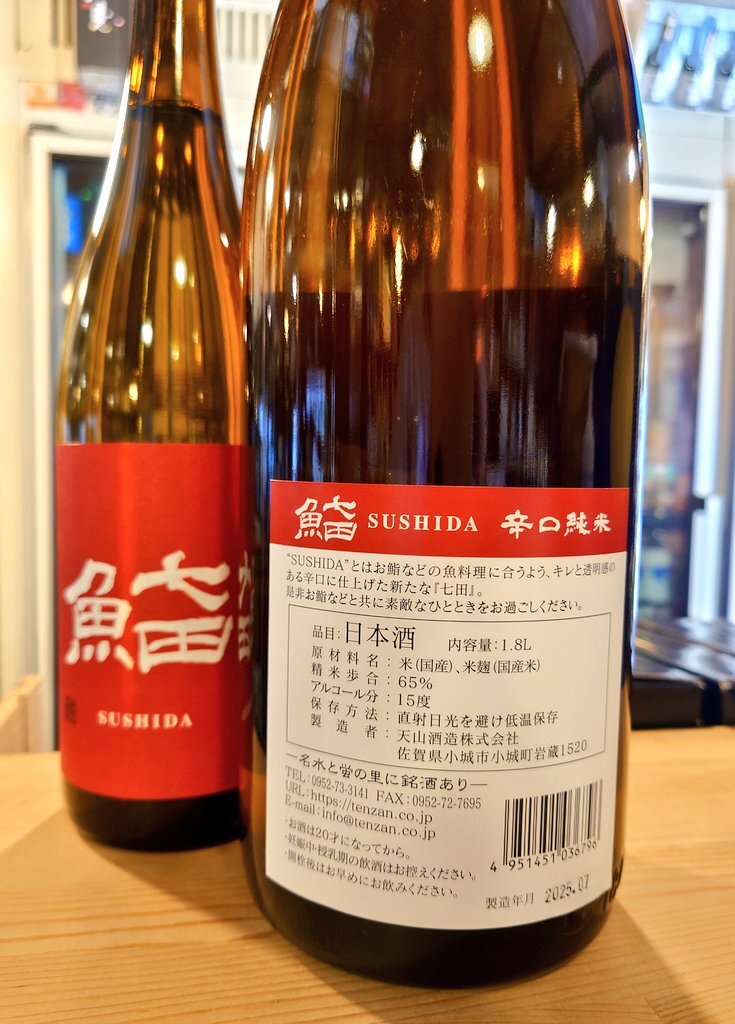 魚七田
SUSHIDA
魚七田 SUSHIDA 辛口純米
“SUSHIDA”とはお鮨などの魚料理に合うよう、キレと透明感の
ある辛口に仕上げた新たな『七田』。
是非お鮨などと共に素敵なひとときをお過ごしください。
品目:日本酒 内容量:1.8L
原材料名:米(国産)、米麹(国産米)
精米歩合:65%
アルコール分:15度
保存方法:直射日光を避け低温保存
製造者:天山酒造株式会社
佐賀県小城市小城町岩蔵1520
―名水と蛍の里に銘酒あり―
TEL:0952-73-3141 FAX:0952-72-7695
URL:https://tenzan.co.jp
E-mail:info@tenzan.co.jp
・お酒は20才になってから。
・妊娠中・授乳期の飲酒はお控えください。
・開栓後はお早めにお飲みください。
4 951451 036796
製造年月 2025.07